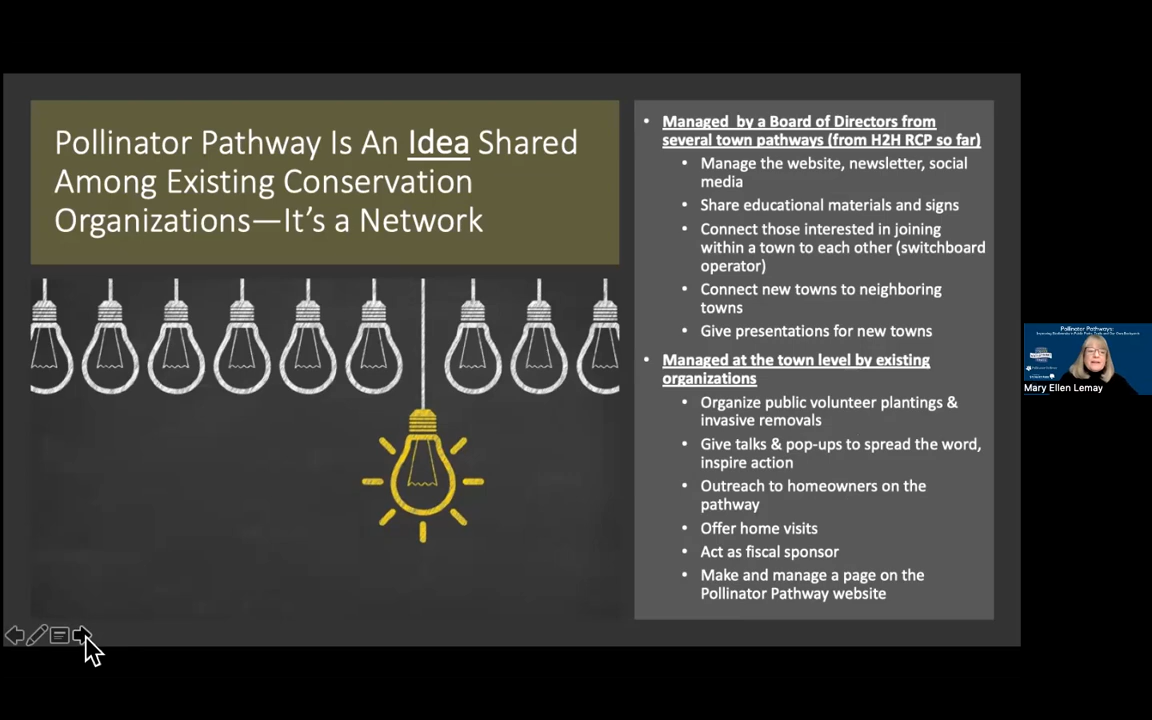 Pollinator Pathway Is An Idea Shared
Among Existing Conservation
Organizations—It's a Network
• Managed by a Board of Directors from
several town pathways (from H2H RCP so far)
• Manage the website, newsletter, social
media
• Share educational materials and signs
• Connect those interested in joining
within a town to each other (switchboard
operator)
• Connect new towns to neighboring
towns
• Give presentations for new towns
• Managed at the town level by existing
organizations
• Organize public volunteer plantings &
invasive removals
• Give talks & pop-ups to spread the word,
inspire action
• Outreach to homeowners on the
pathway
• Offer home visits
• Act as fiscal sponsor
• Make and manage a page on the
Pollinator Pathway website
Pollinator Pathways:
Mary Ellen Lemay